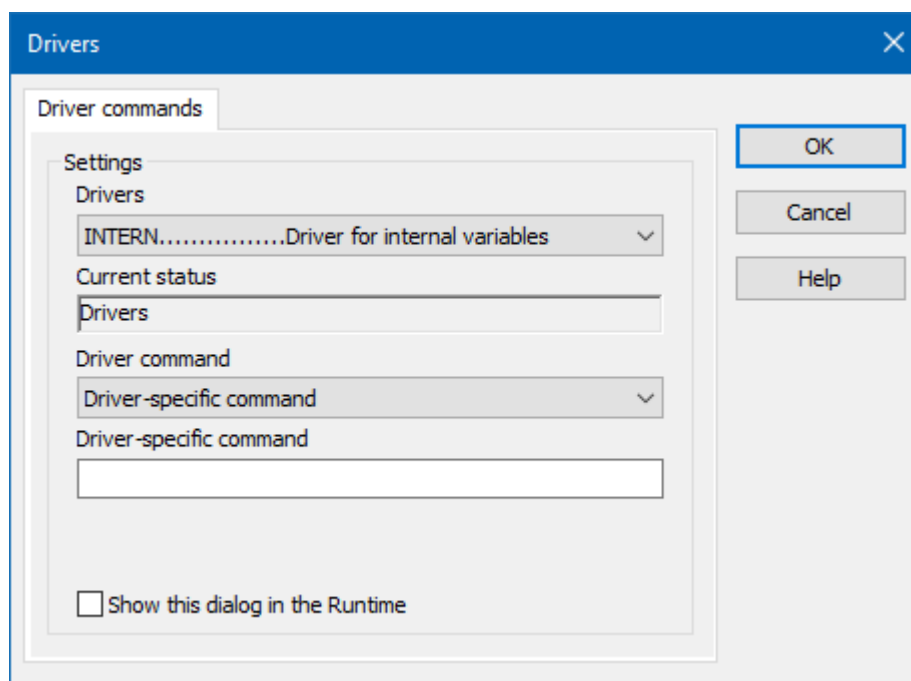 Drivers
Driver commands
Settings
Drivers
INTERN................Driver for internal variables
Current status
Drivers
Driver command
Driver-specific command
Driver-specific command
Show this dialog in the Runtime
OK
Cancel
Help